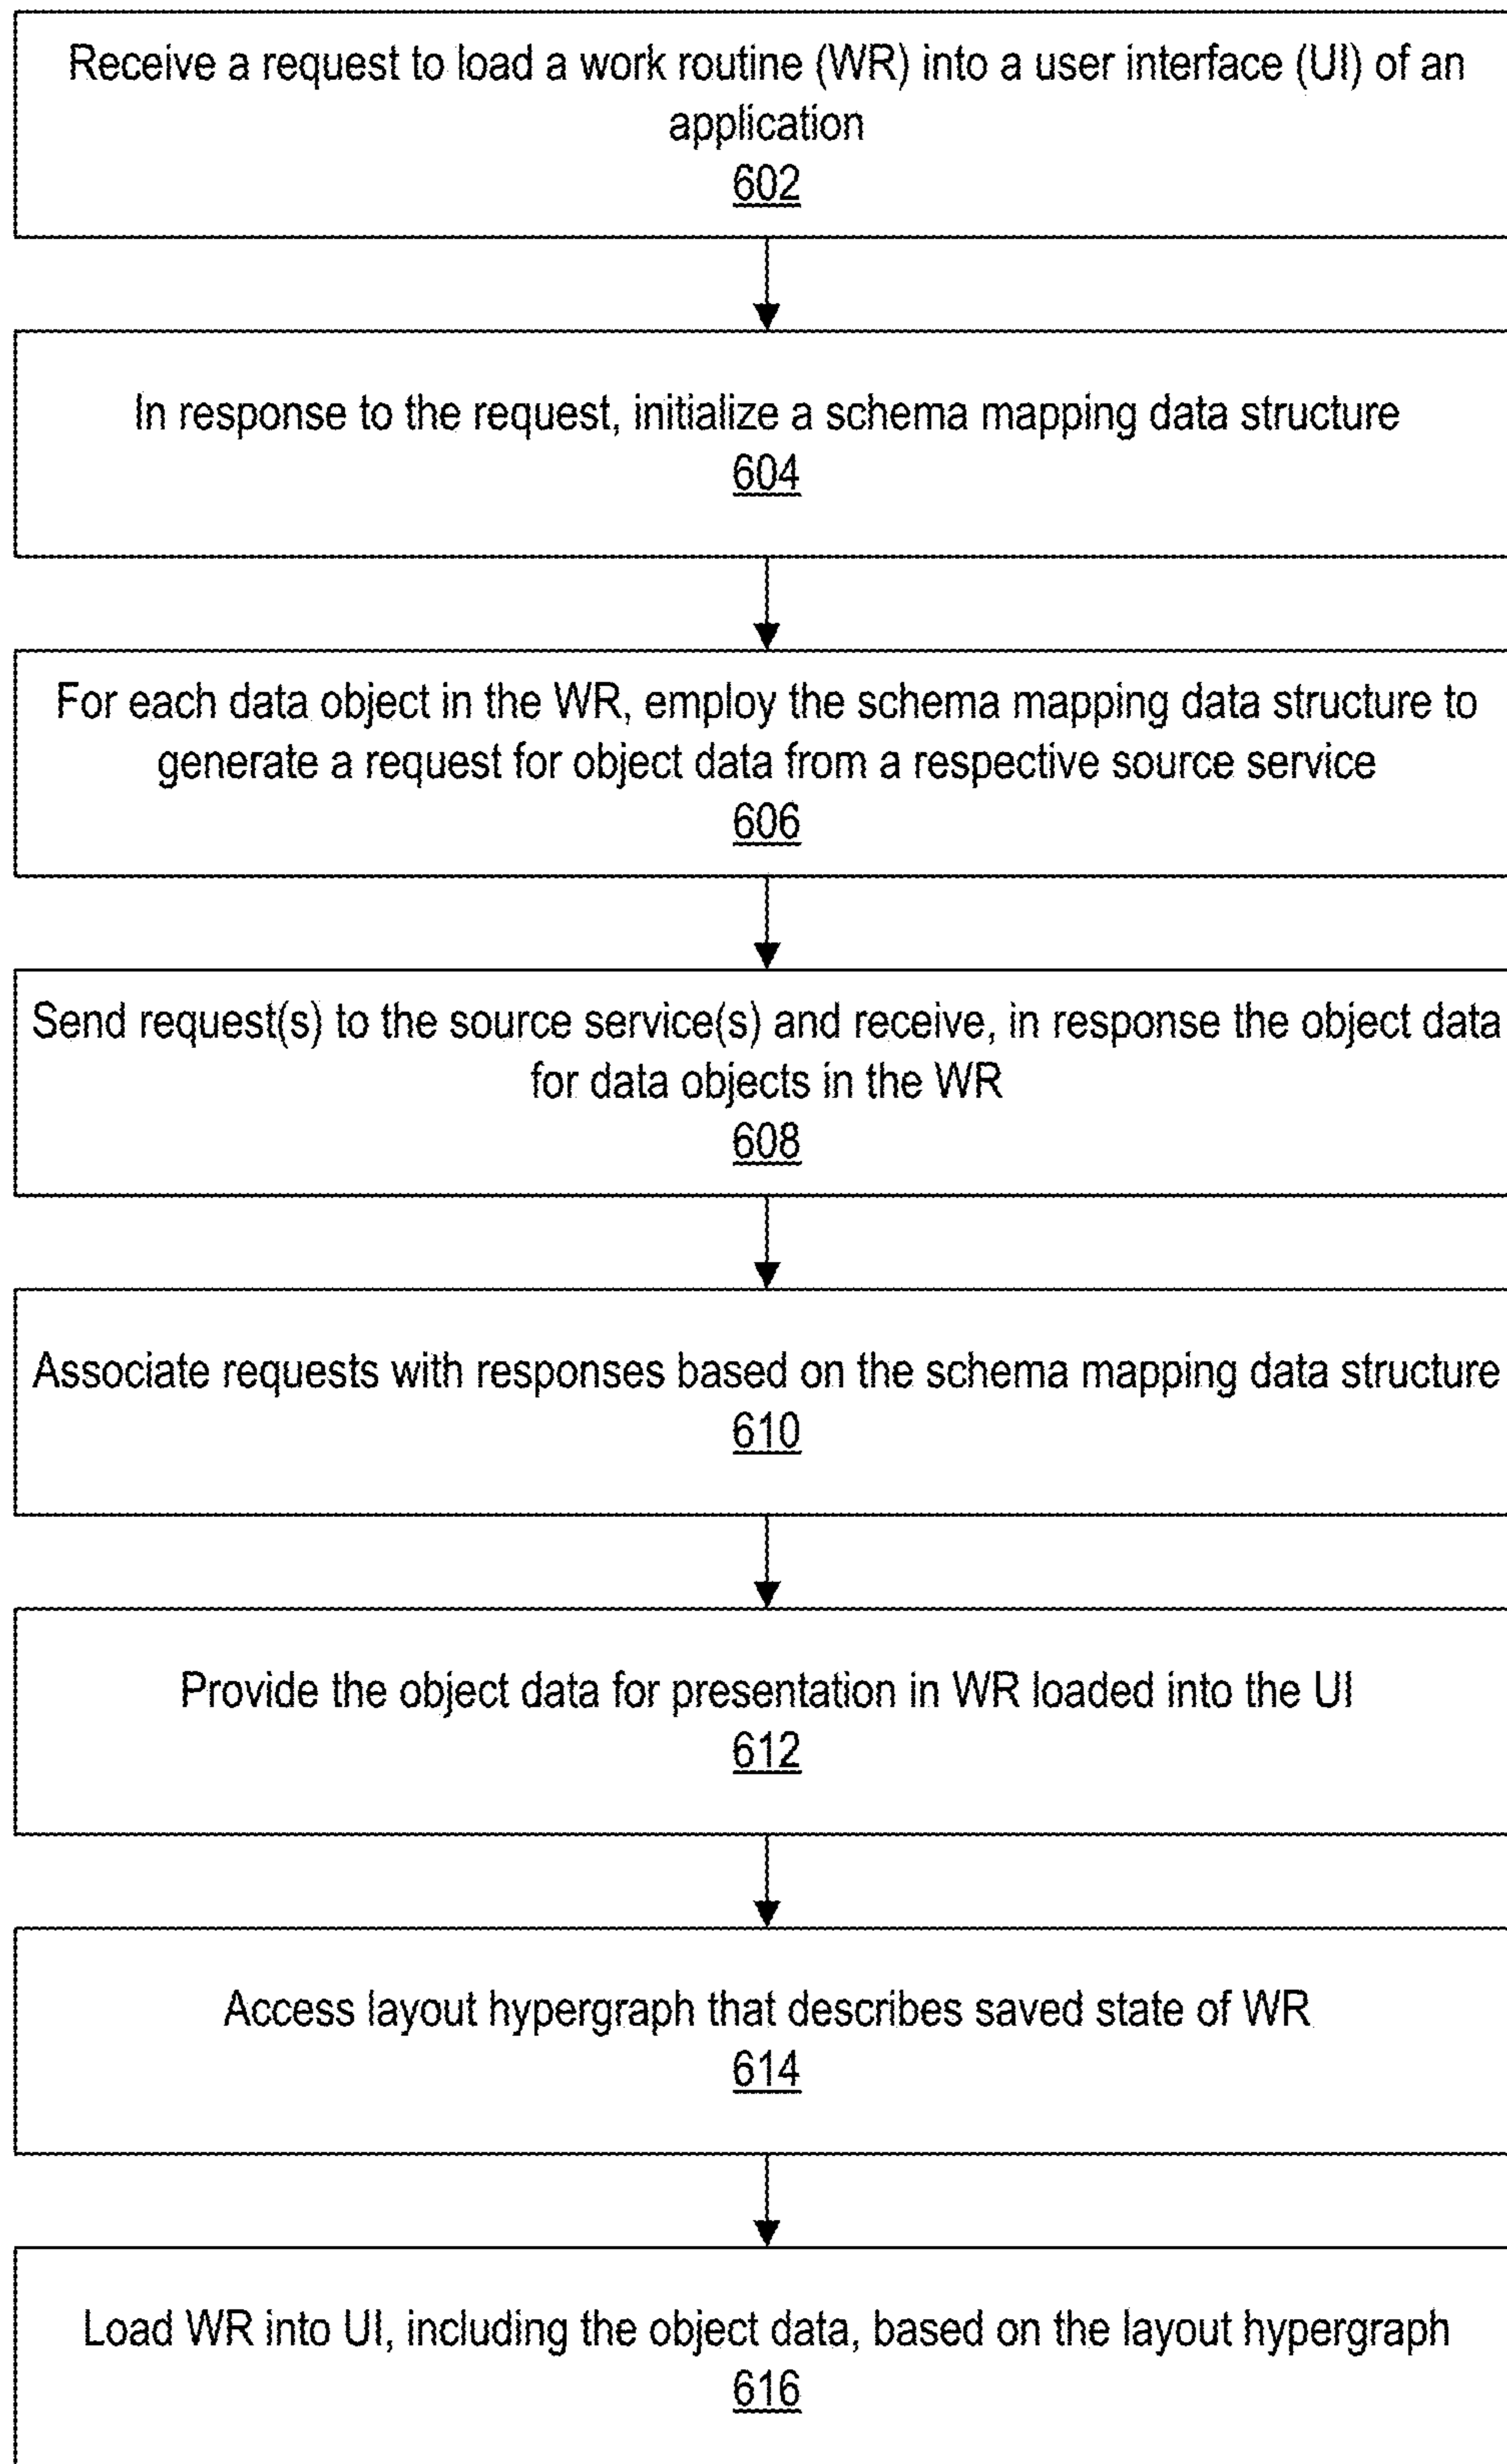 Receive a request to load a work routine (WR) into a user interface (UI) of an
application
602
In response to the request, initialize a schema mapping data structure
604
For each data object in the WR, employ the schema mapping data structure to
generate a request for object data from a respective source service
606
Send request(s) to the source service(s) and receive, in response the object data
for data objects in the WR
608
Associate requests with responses based on the schema mapping data structure
610
Provide the object data for presentation in WR loaded into the UI
612
Access layout hypergraph that describes saved state of WR
614
Load WR into UI, including the object data, based on the layout hypergraph
616